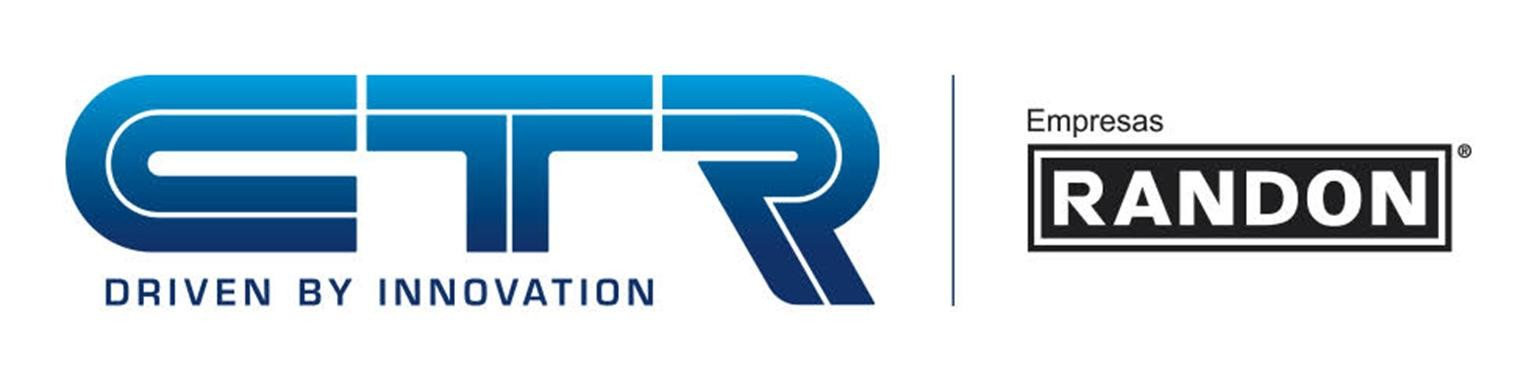 CTR
DRIVEN BY INNOVATION
Empresas
RANDON®